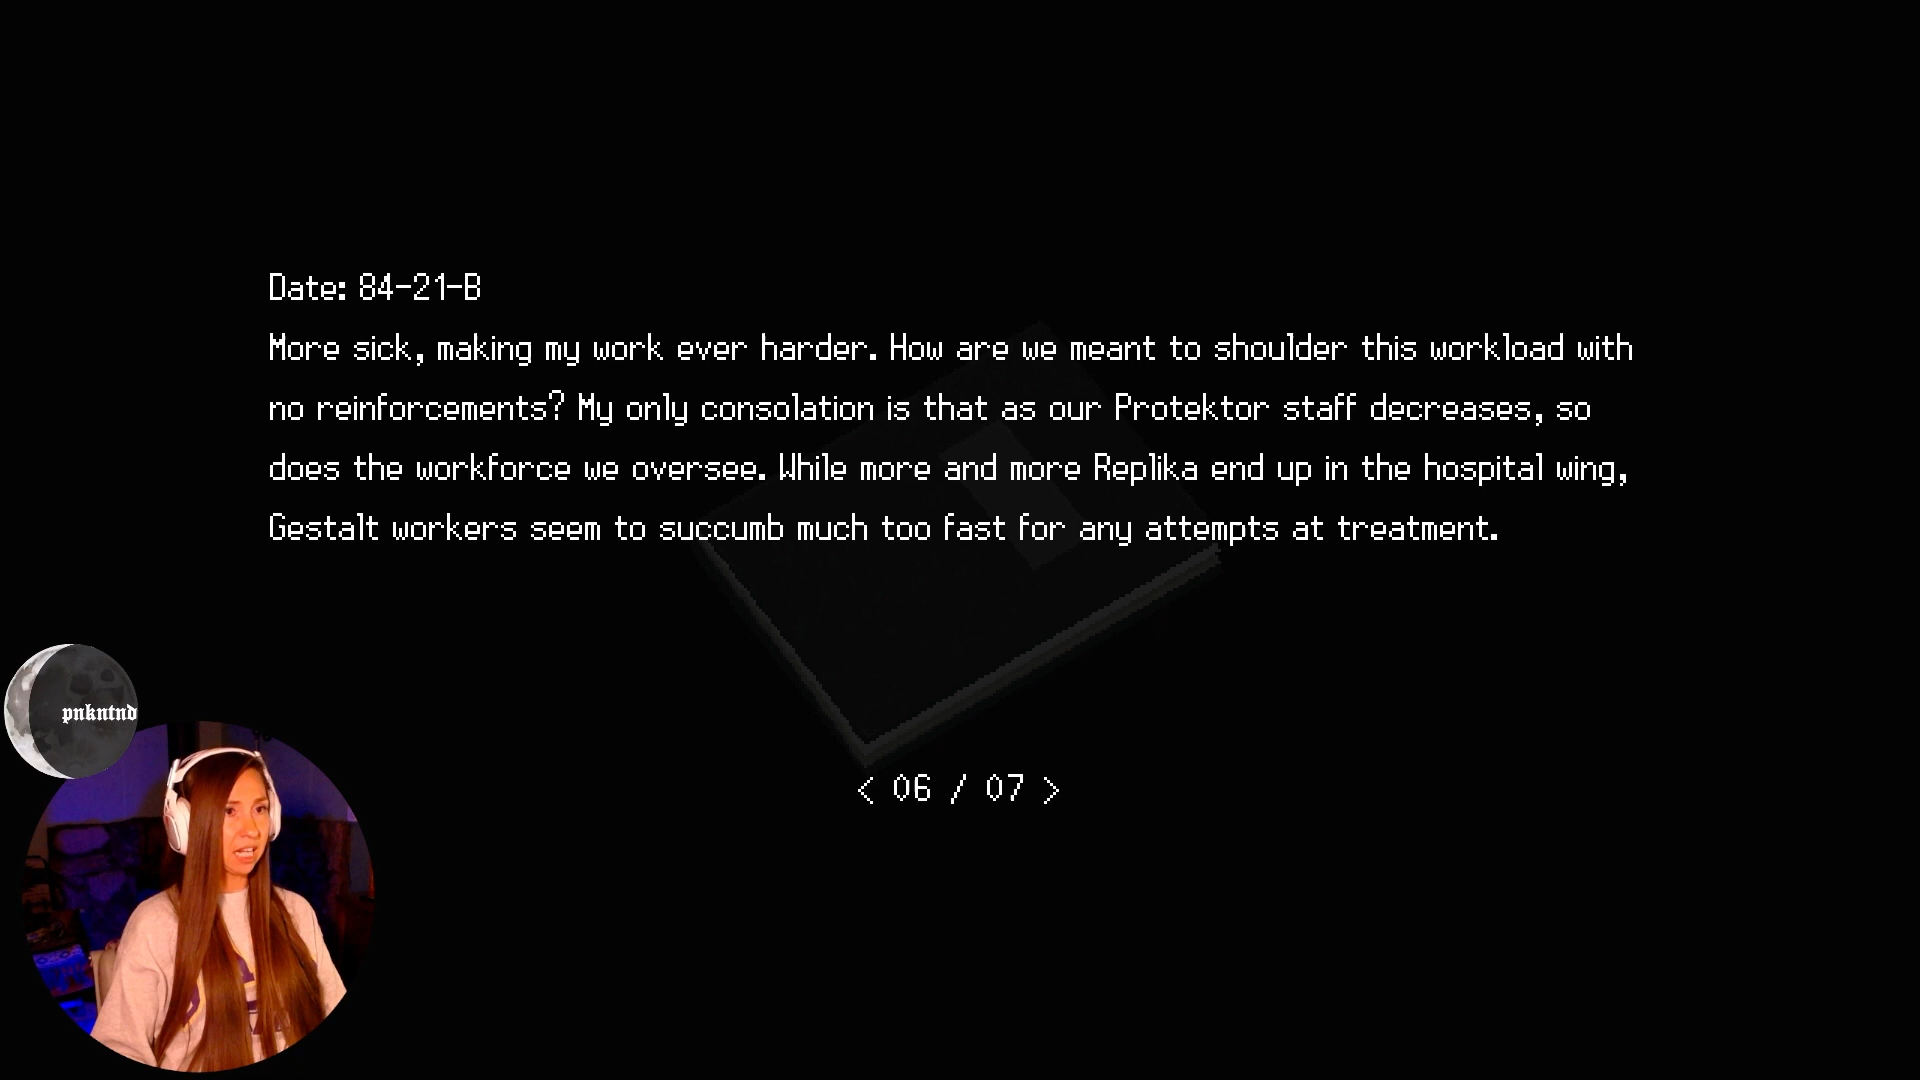 Date: 84-21-B
More sick, making my work ever harder. How are we meant to shoulder this workload with
no reinforcements? My only consolation is that as our Protektor staff decreases, so
does the workforce we oversee. While more and more Replika end up in the hospital wing,
Gestalt workers seem to succumb much too fast for any attempts at treatment.
pnkntnd
< 06 / 07 >